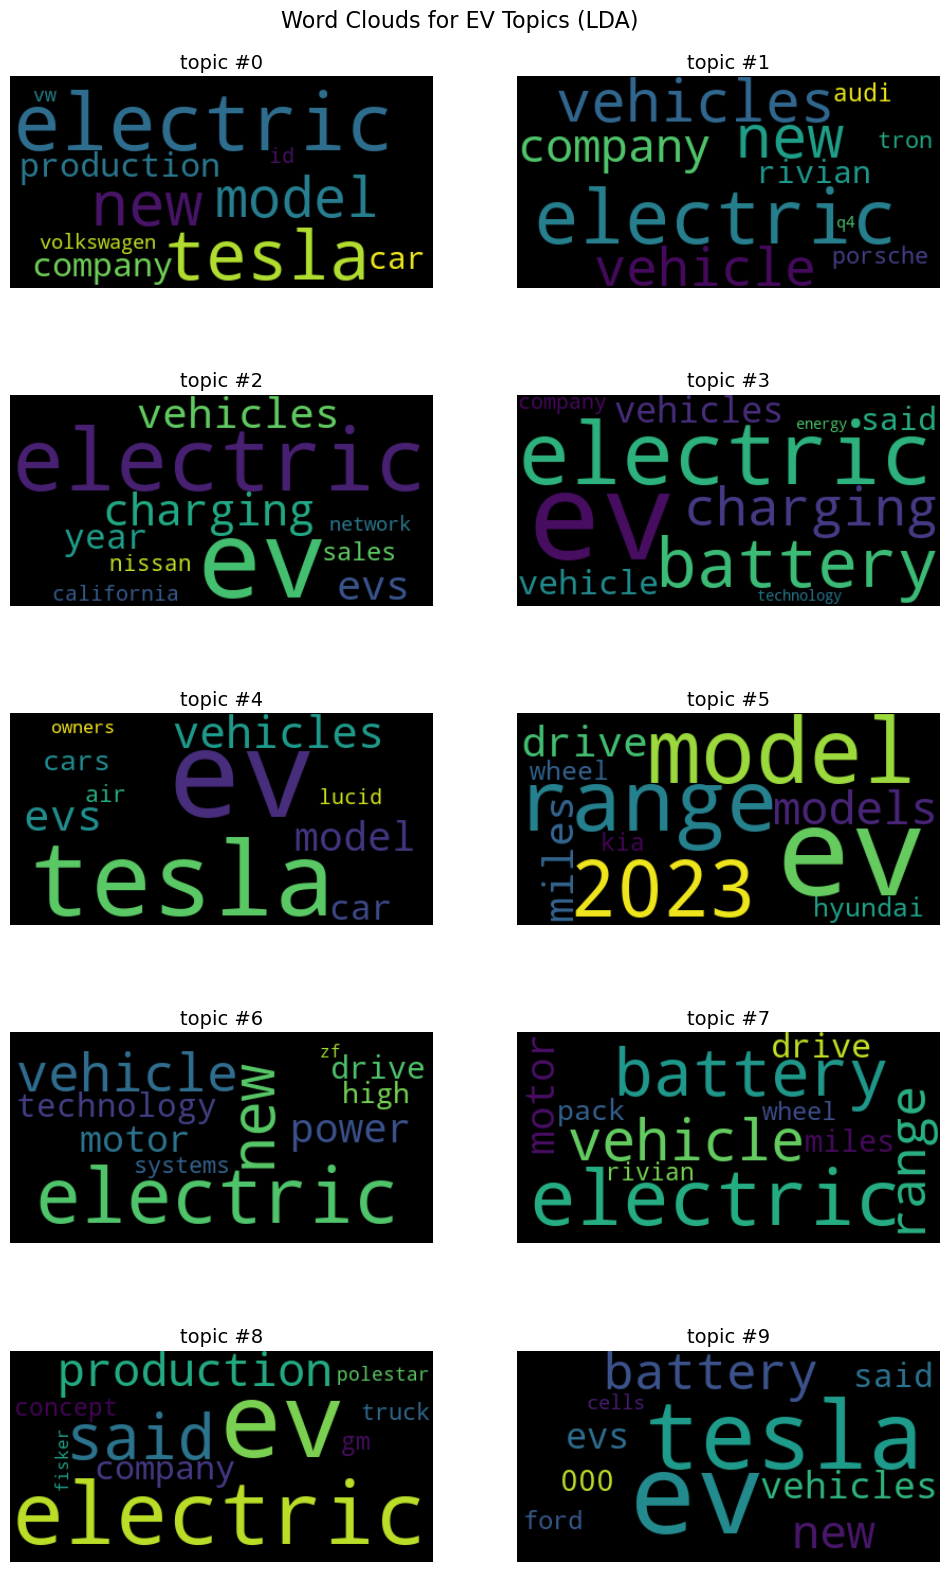 Word Clouds for EV Topics (LDA)
topic #0
vw
electric
production
id
new
model
volkswagen
company
tesla
car
topic #1
vehicles
audi
company
new
tron
rivian
electric
q4
vehicle
porsche
topic #2
vehicles
electric
charging
year
network
nissan
ev
sales
california
evs
topic #3
company
vehicles
energy
said
electric
ev
charging
battery
vehicle
technology
topic #4
owners
vehicles
cars
ev
air
lucid
evs
model
tesla
car
topic #5
drive
model
wheel
range
models
miles
kia
ev
2023
hyundai
topic #6
zf
vehicle
new
drive
technology
high
motor
power
systems
electric
topic #7
motor
battery
drive
pack
wheel
vehicle
miles
range
rivian
electric
topic #8
production
polestar
concept
ev
truck
said
fisker
company
gm
electric
topic #9
battery
said
cells
tesla
evs
000
ev
vehicles
ford
new